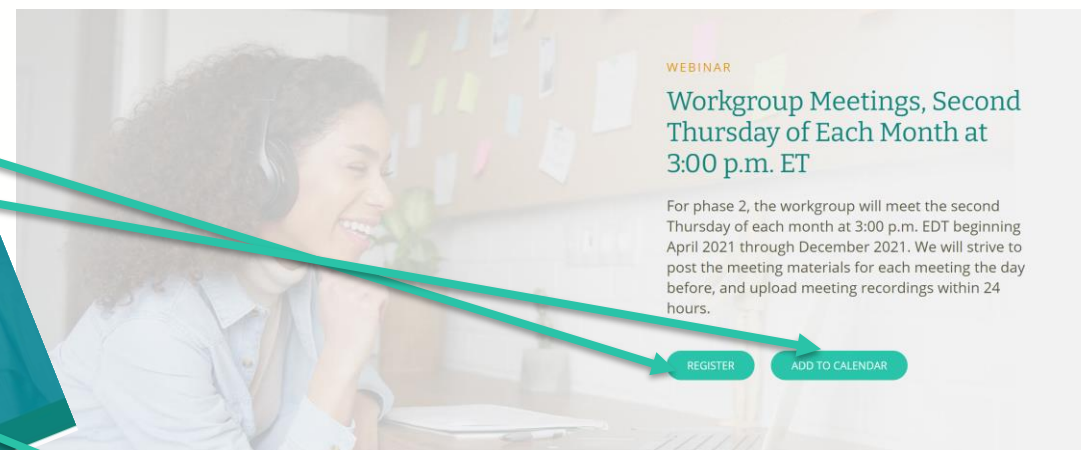 WEBINAR
Workgroup Meetings, Second
Thursday of Each Month at
3:00 p.m. ET
For phase 2, the workgroup will meet the second
Thursday of each month at 3:00 p.m. EDT beginning
April 2021 through December 2021. We will strive to
post the meeting materials for each meeting the day
before, and upload meeting recordings within 24
hours.
REGISTER
ADD TO CALENDAR